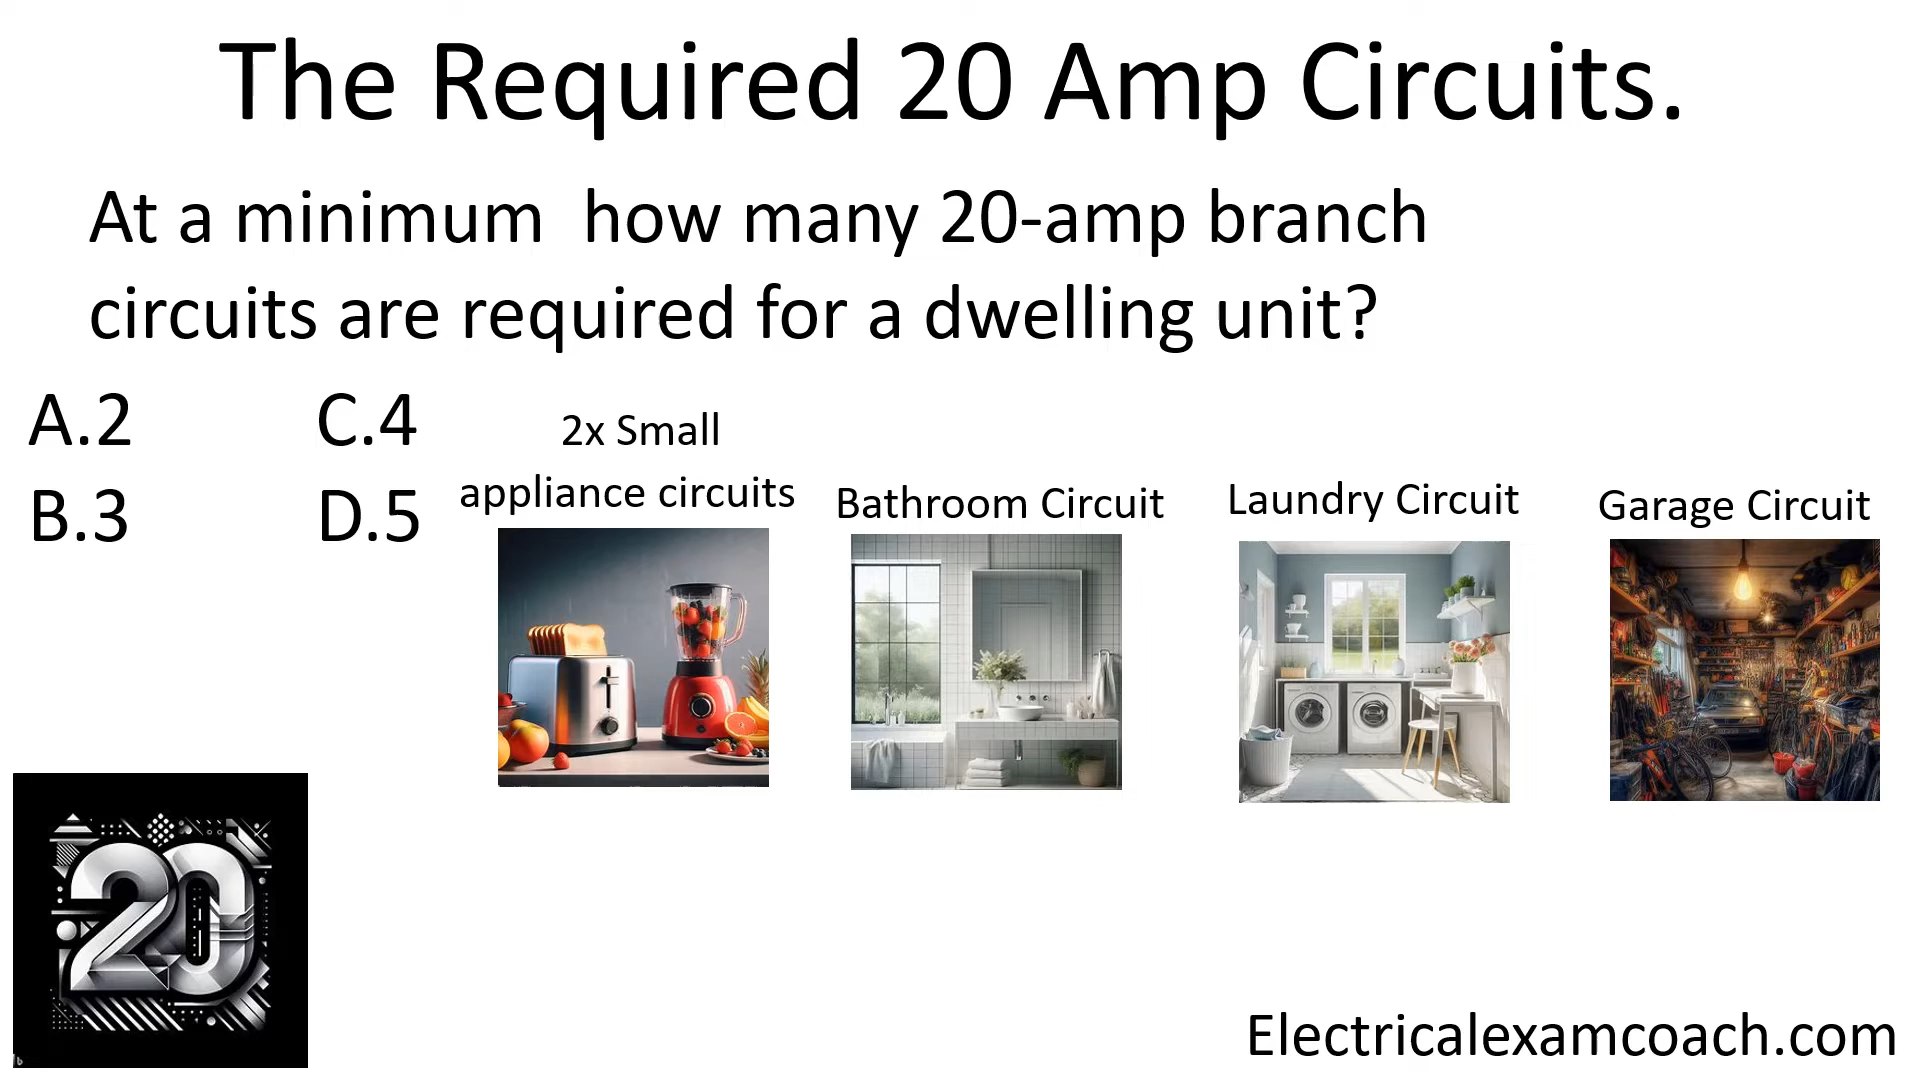 The Required 20 Amp Circuits.
At a minimum  how many 20-amp branch
circuits are required for a dwelling unit?
A.2
C.4
B.3
D.5
2x Small
appliance circuits
Bathroom Circuit
Laundry Circuit
Garage Circuit
20
Electricalexamcoach.com